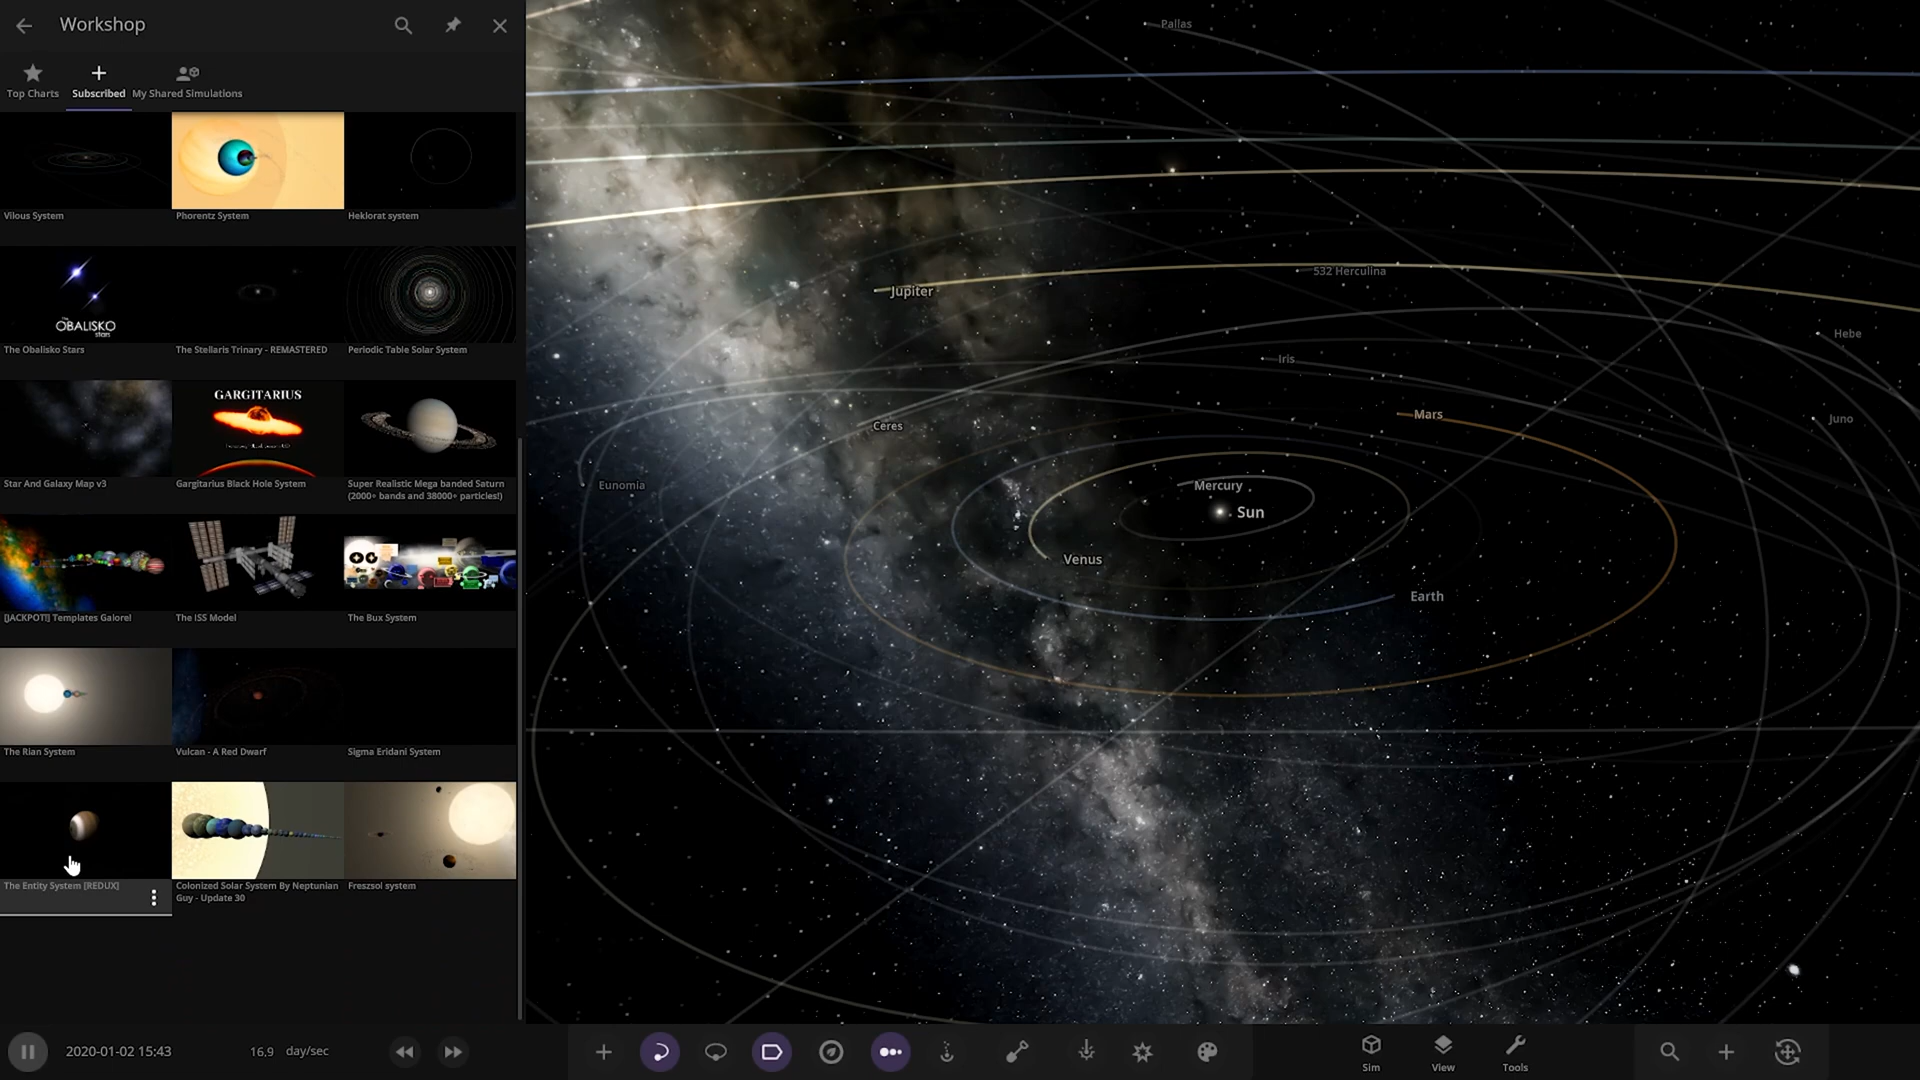 Workshop
Top Charts
Subscribed
My Shared Simulations
Vilous System
Phorentz System
Heklorat system
The
OBALISKO
stars
The Obalisko Stars
The Stellaris Trinary - REMASTERED
Periodic Table Solar System
GARGITARIUS
Star And Galaxy Map v3
Gargitarius Black Hole System
Super Realistic Mega banded Saturn
(2000+ bands and 38000+ particles!)
[JACKPOT!] Templates Galore!
The ISS Model
The Bux System
The Rian System
Vulcan - A Red Dwarf
Sigma Eridani System
The Entity System [REDUX]
Colonized Solar System By Neptunian
Guy - Update 30
Freszsol system
Pallas
532 Herculina
Jupiter
Hebe
Iris
Mars
Juno
Ceres
Eunomia
Mercury
Sun
Venus
Earth
2020-01-02 15:43
16.9 day/sec
Sim
View
Tools